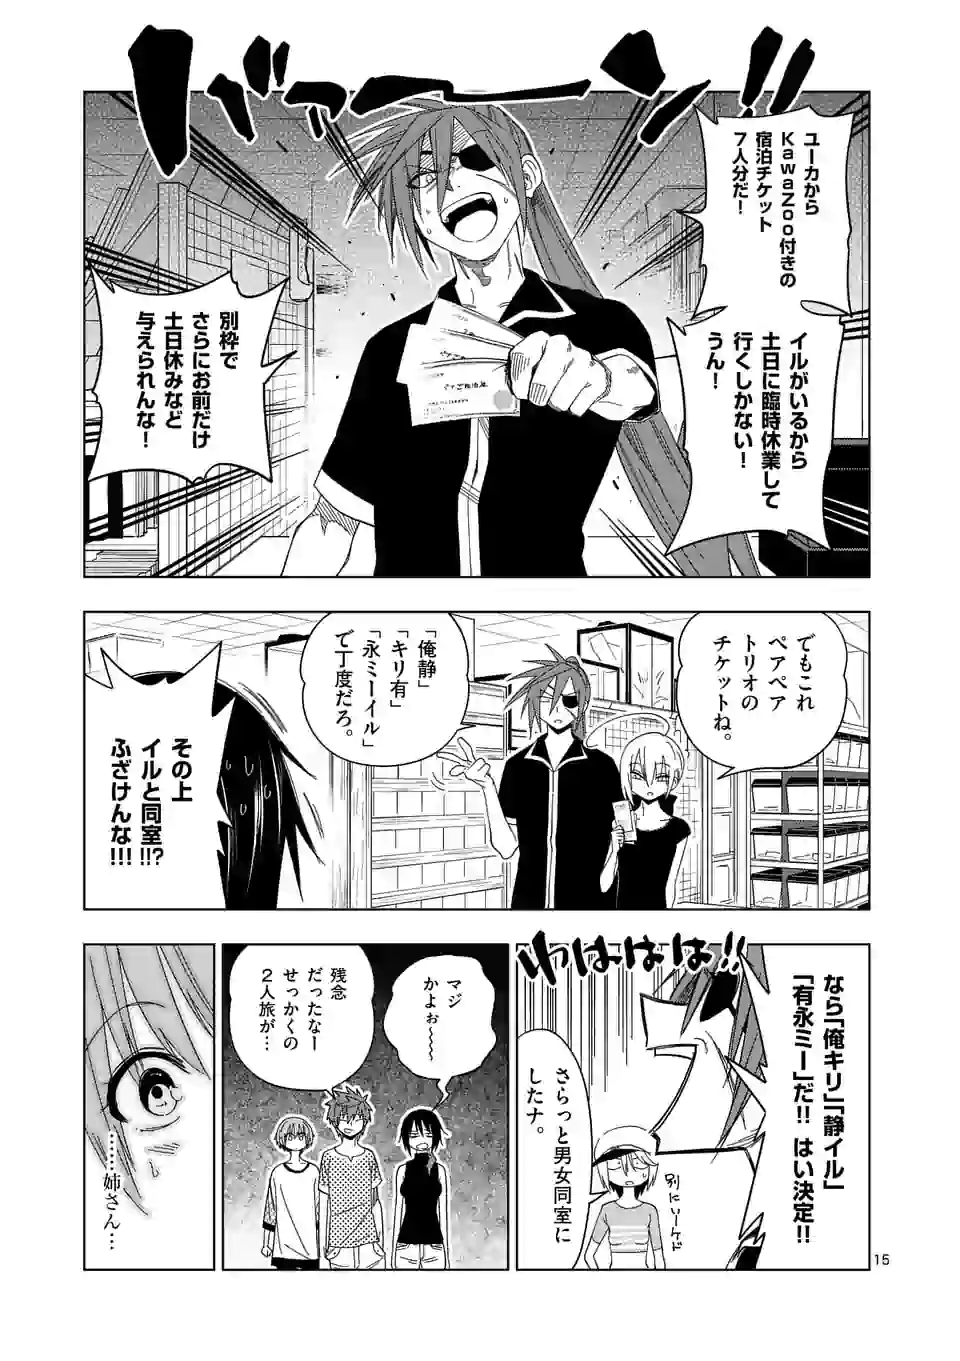 ドバァーーン!!
ユーカから
KawaZoo付きの
宿泊チケット
7人分だ！
イルがいるから
土日に臨時休業して
行くしかない！
うん！
別枠で
さらにお前だけ
土日休みなど
与えられんな！
でもこれ
ペアペア
トリオの
チケットね。
「俺静」
「キリ有」
「永ミーイル」
で丁度だろ。
その上
イルと同室!!?
ふざけんな!!!
なら「俺キリ」「静イル」
「有永ミー」だ!! はい決定!!
わははは!!
さらっと男女同室に
したナ。
別にいーケド
マジ
かよぉ〜〜
残念
だったなー
せっかくの
2人旅が…
……姉さん…
15